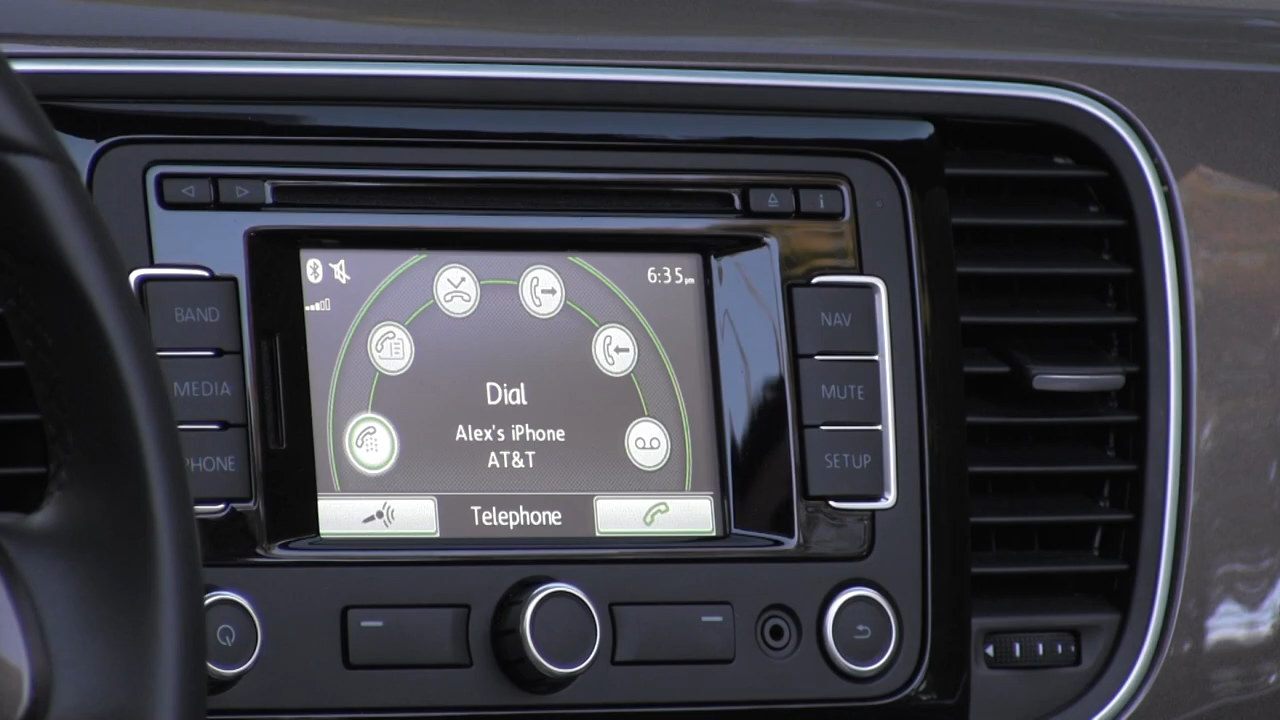 i
6:35pm
BAND
NAV
MEDIA
MUTE
Dial
Alex's iPhone
PHONE
SETUP
AT&T
Telephone